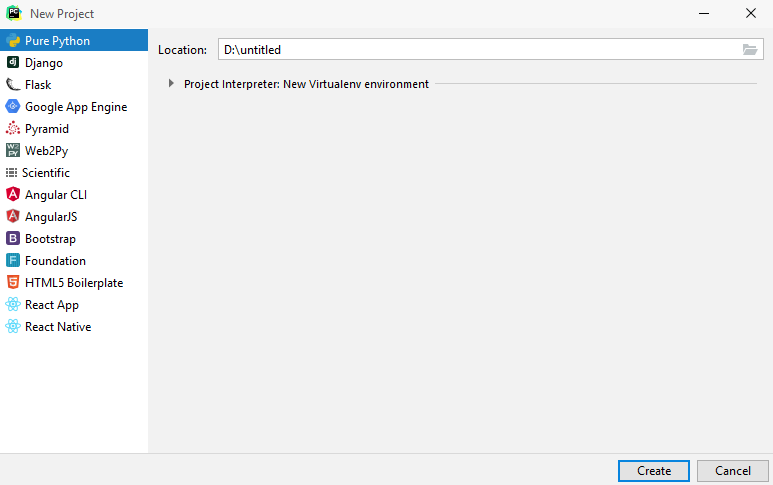 New Project
Pure Python
Django
Flask
Google App Engine
Pyramid
Web2Py
Scientific
Angular CLI
AngularJS
Bootstrap
Foundation
HTML5 Boilerplate
React App
React Native
Location: D:\untitled
Project Interpreter: New Virtualenv environment
Create Cancel